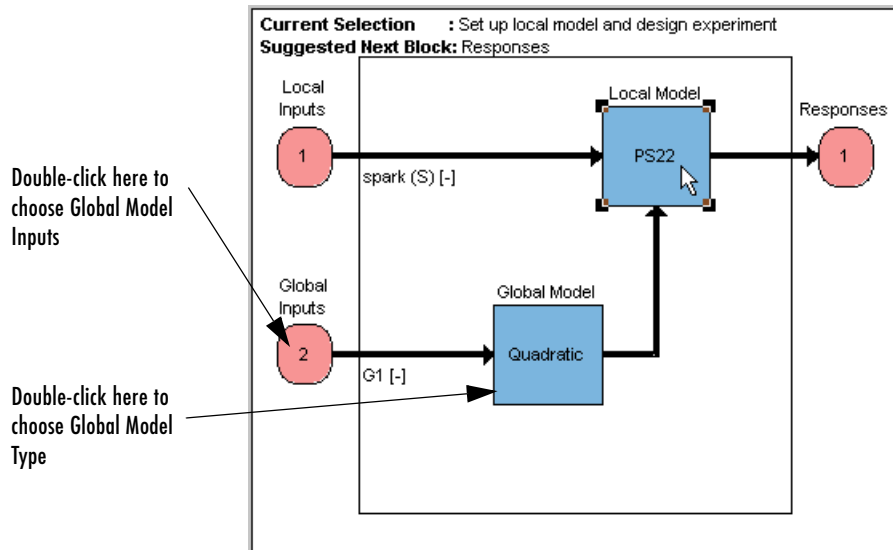 Current Selection : Set up local model and design experiment
Suggested Next Block: Responses
Local
Inputs
1
spark (S) [-]
Local Model
PS22
Responses
1
Double-click here to
choose Global Model
Inputs
Global
Inputs
2
G1 [-]
Global Model
Quadratic
Double-click here to
choose Global Model
Type